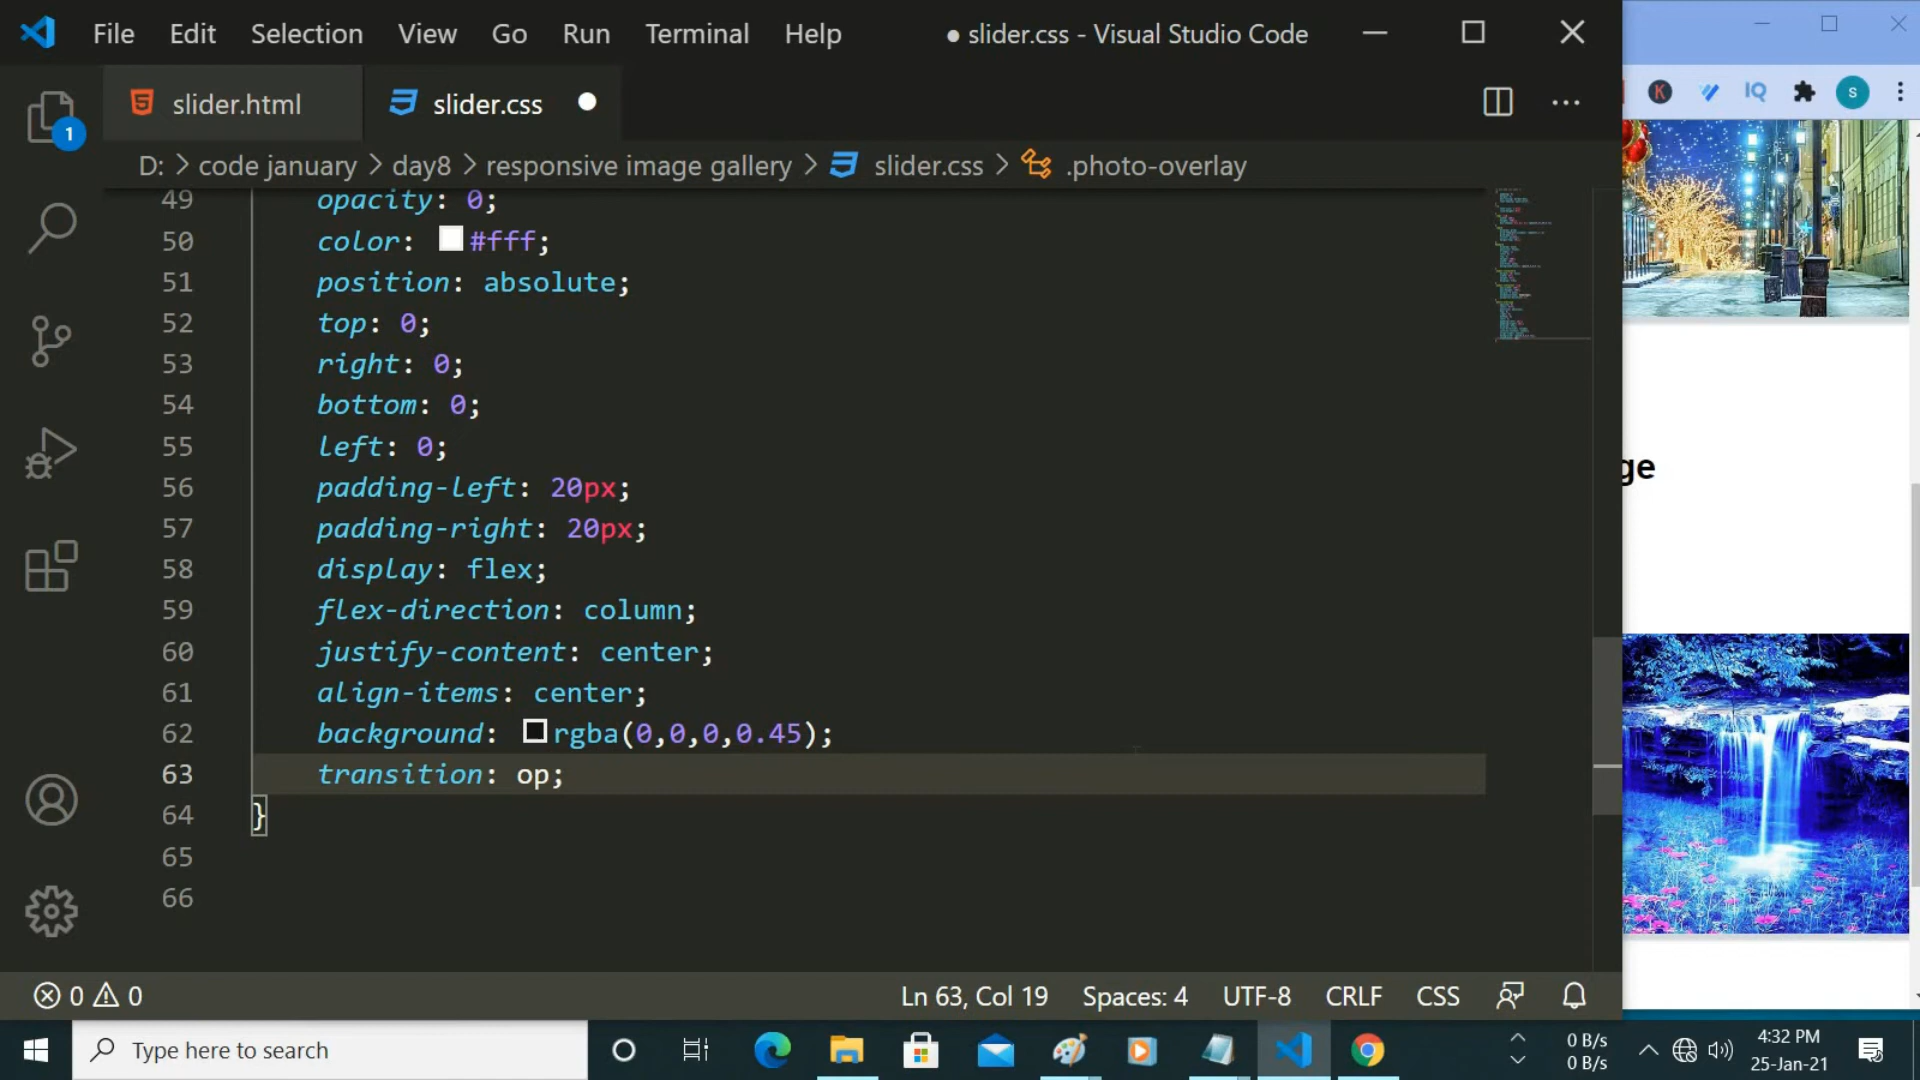 File Edit Selection View Go Run Terminal Help ● slider.css - Visual Studio Code
slider.html slider.css
K IQ s
D: > code january > day8 > responsive image gallery > slider.css > .photo-overlay
1
49 opacity: 0;
50 color: #fff;
51 position: absolute;
52 top: 0;
53 right: 0;
54 bottom: 0;
55 left: 0;
ge
56 padding-left: 20px;
57 padding-right: 20px;
58 display: flex;
59 flex-direction: column;
60 justify-content: center;
61 align-items: center;
62 background: rgba(0,0,0,0.45);
63 transition: op;
64 }
65
66
0 0 Ln 63, Col 19 Spaces: 4 UTF-8 CRLF CSS
Type here to search
0 B/s
0 B/s
4:32 PM
25-Jan-21